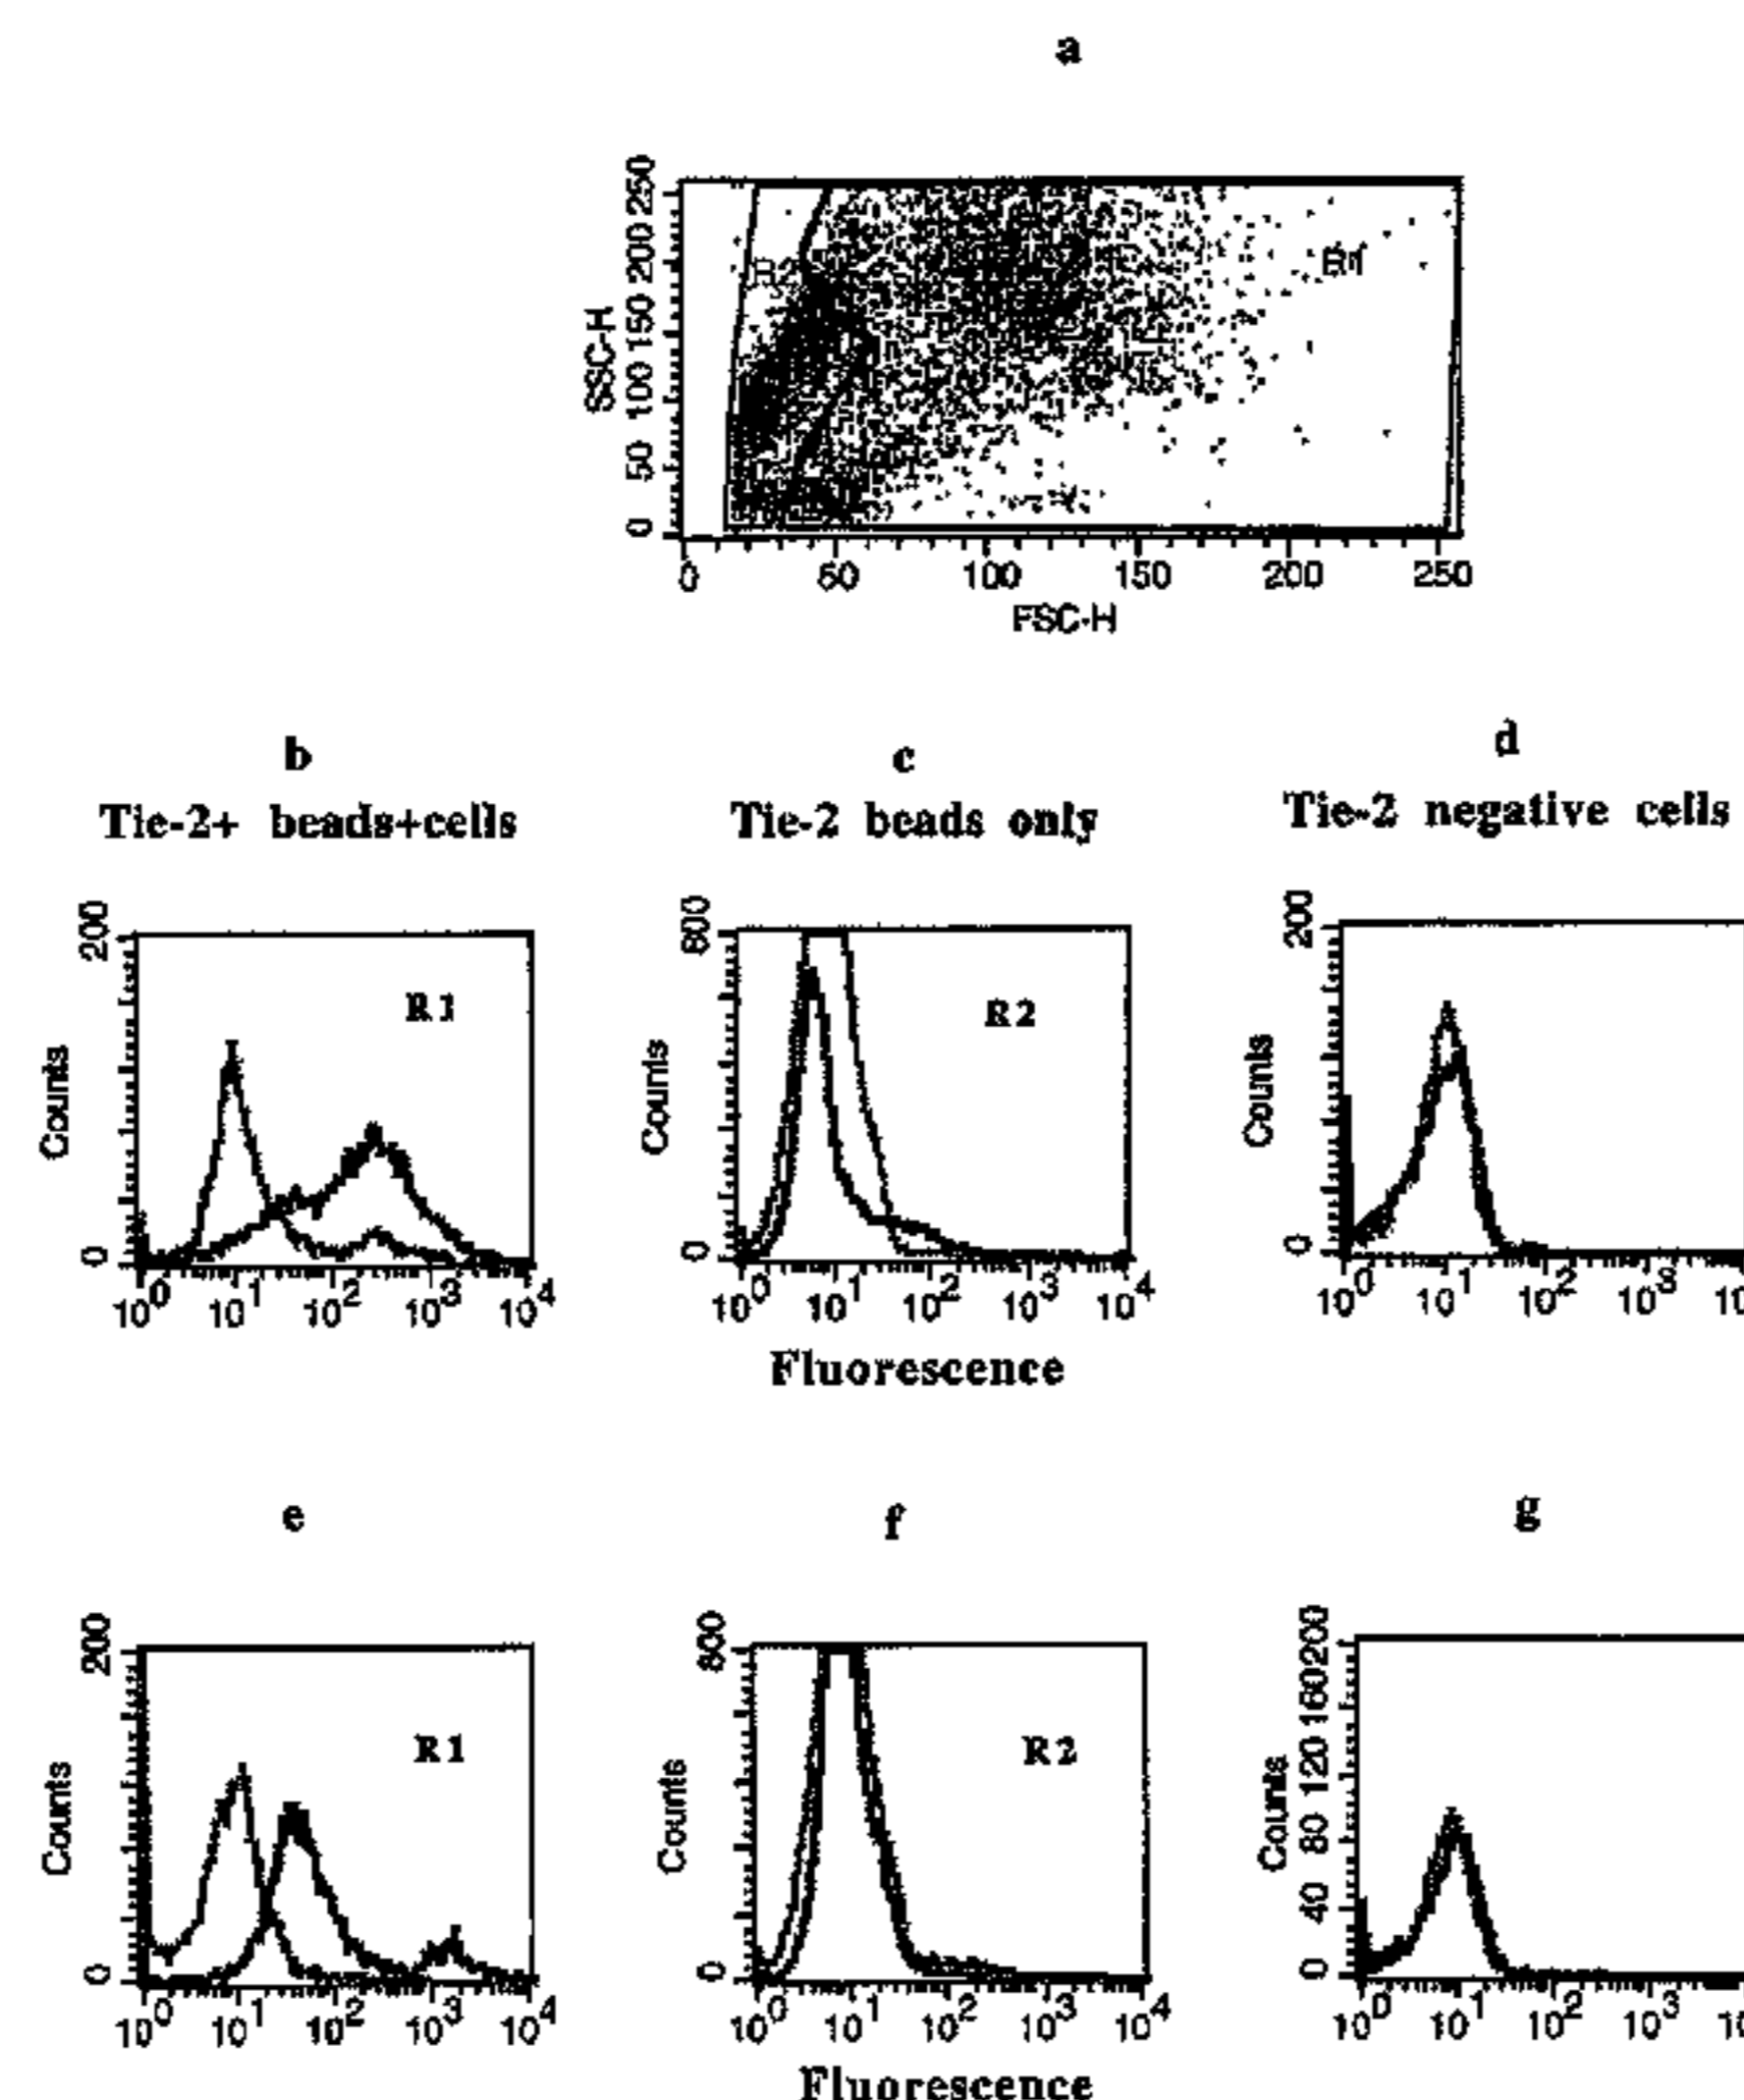 a
SSC-H
0 50 100 150 200 250
R2
R1
0 50 100 150 200 250
FSC-H
b
Tie-2+ beads+cells
c
Tie-2 beads only
d
Tie-2 negative cells
Counts
0 200
R1
10^0 10^1 10^2 10^3 10^4
Counts
0 800
R2
10^0 10^1 10^2 10^3 10^4
Counts
0 200
10^0 10^1 10^2 10^3 10
Fluorescence
e
f
g
Counts
0 200
R1
10^0 10^1 10^2 10^3 10^4
Counts
0 800
R2
10^0 10^1 10^2 10^3 10^4
Counts
0 40 80 120 160 200
10^0 10^1 10^2 10^3 10
Fluorescence